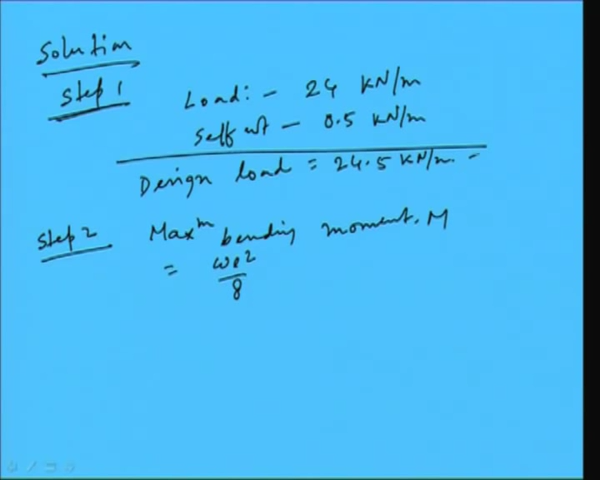 Solution
Step 1
Load :- 24 KN/m
Self wt - 0.5 KN/m
Design load = 24.5 KN/m.
Step 2 Maxᵐ bending moment. M
= wl²/8